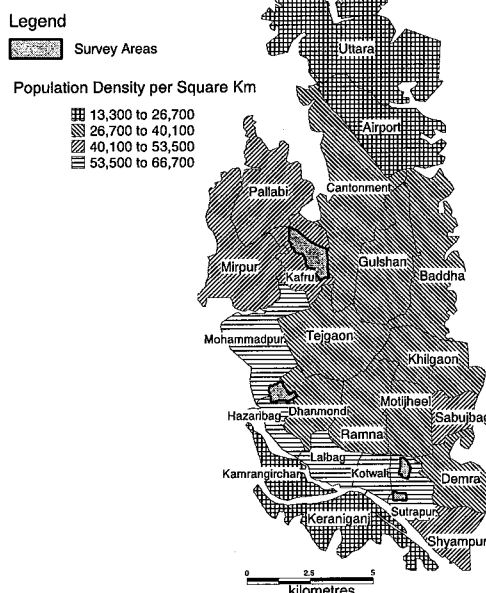 Legend
Survey Areas
Population Density per Square Km
13,300 to 26,700
26,700 to 40,100
40,100 to 53,500
53,500 to 66,700
Uttara
Airport
Pallabi
Cantonment
Mirpur
Kafrul
Gulshan
Baddha
Mohammadpur
Tejgaon
Khilgaon
Hazaribag
Dhanmond
Motijheel
Sabujbag
Ramna
Lalbag
Kamrangirchar
Kotwali
Demra
Keraniganj
Sutrapur
Shyampur
0 2.5 5
kilometres